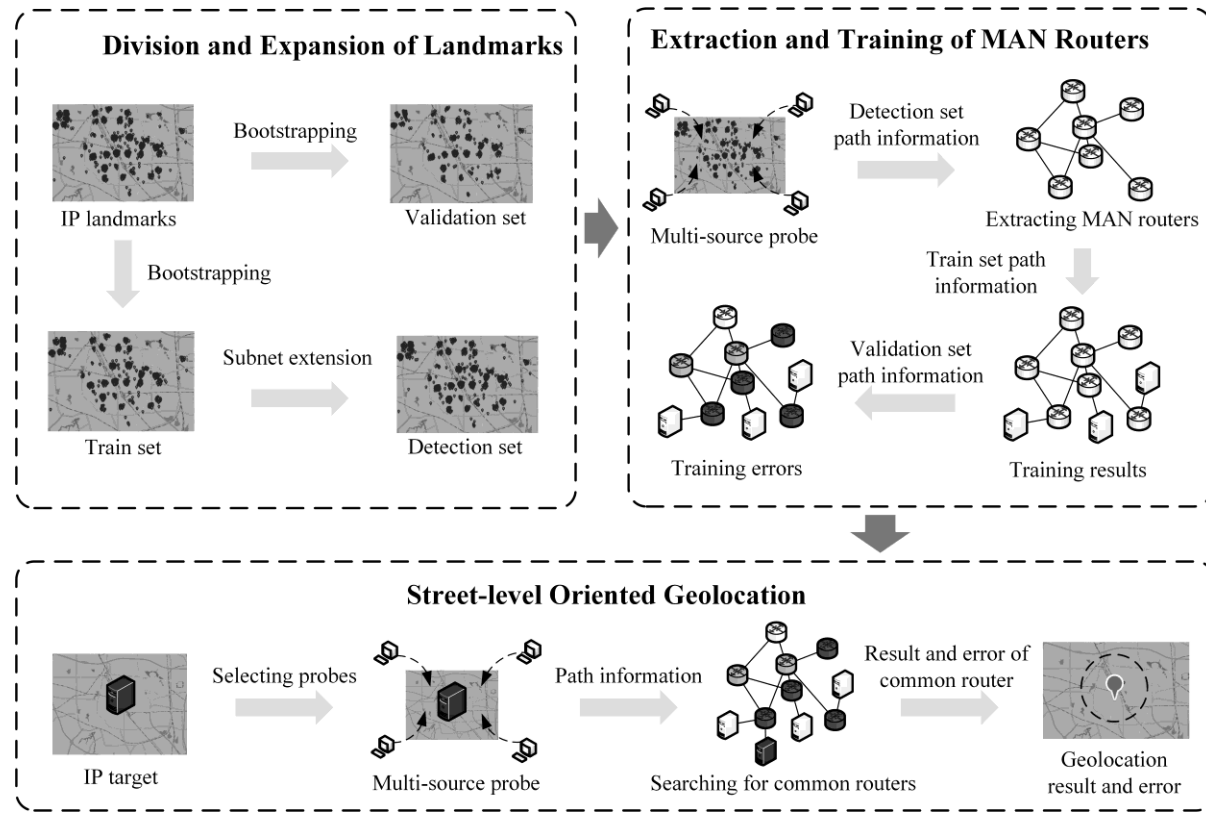 Division and Expansion of Landmarks
Bootstrapping
IP landmarks
Validation set
Bootstrapping
Subnet extension
Train set
Detection set
Extraction and Training of MAN Routers
Detection set
path information
Multi-source probe
Extracting MAN routers
Train set path
information
Validation set
path information
Training errors
Training results
Street-level Oriented Geolocation
Selecting probes
Path information
Result and error of
common router
IP target
Multi-source probe
Searching for common routers
Geolocation
result and error